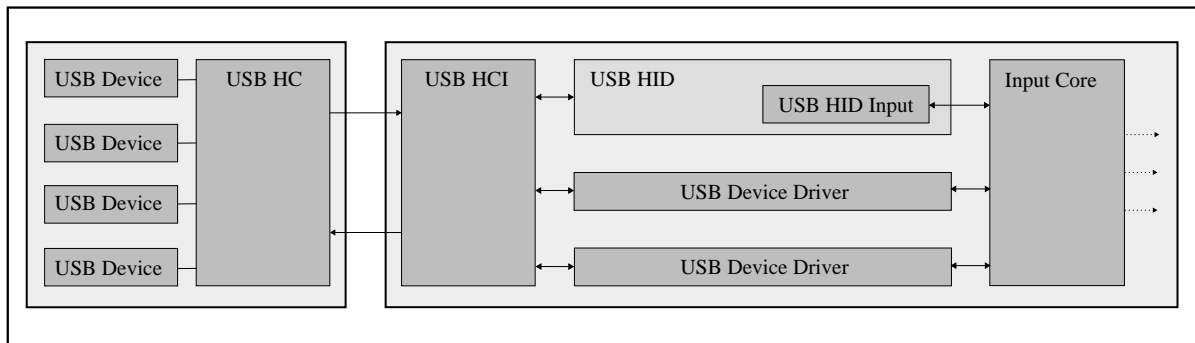 USB Device
USB Device
USB Device
USB Device
USB HC
USB HCI
USB HID
USB HID Input
USB Device Driver
USB Device Driver
Input Core